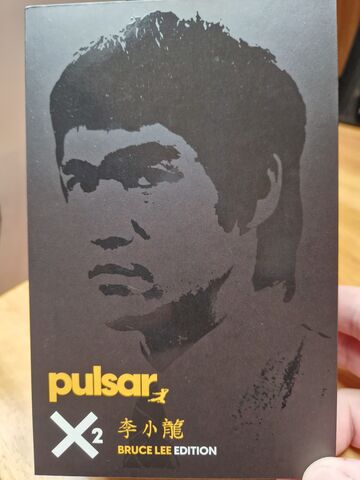 pulsar
X2
李小龍
BRUCE LEE EDITION